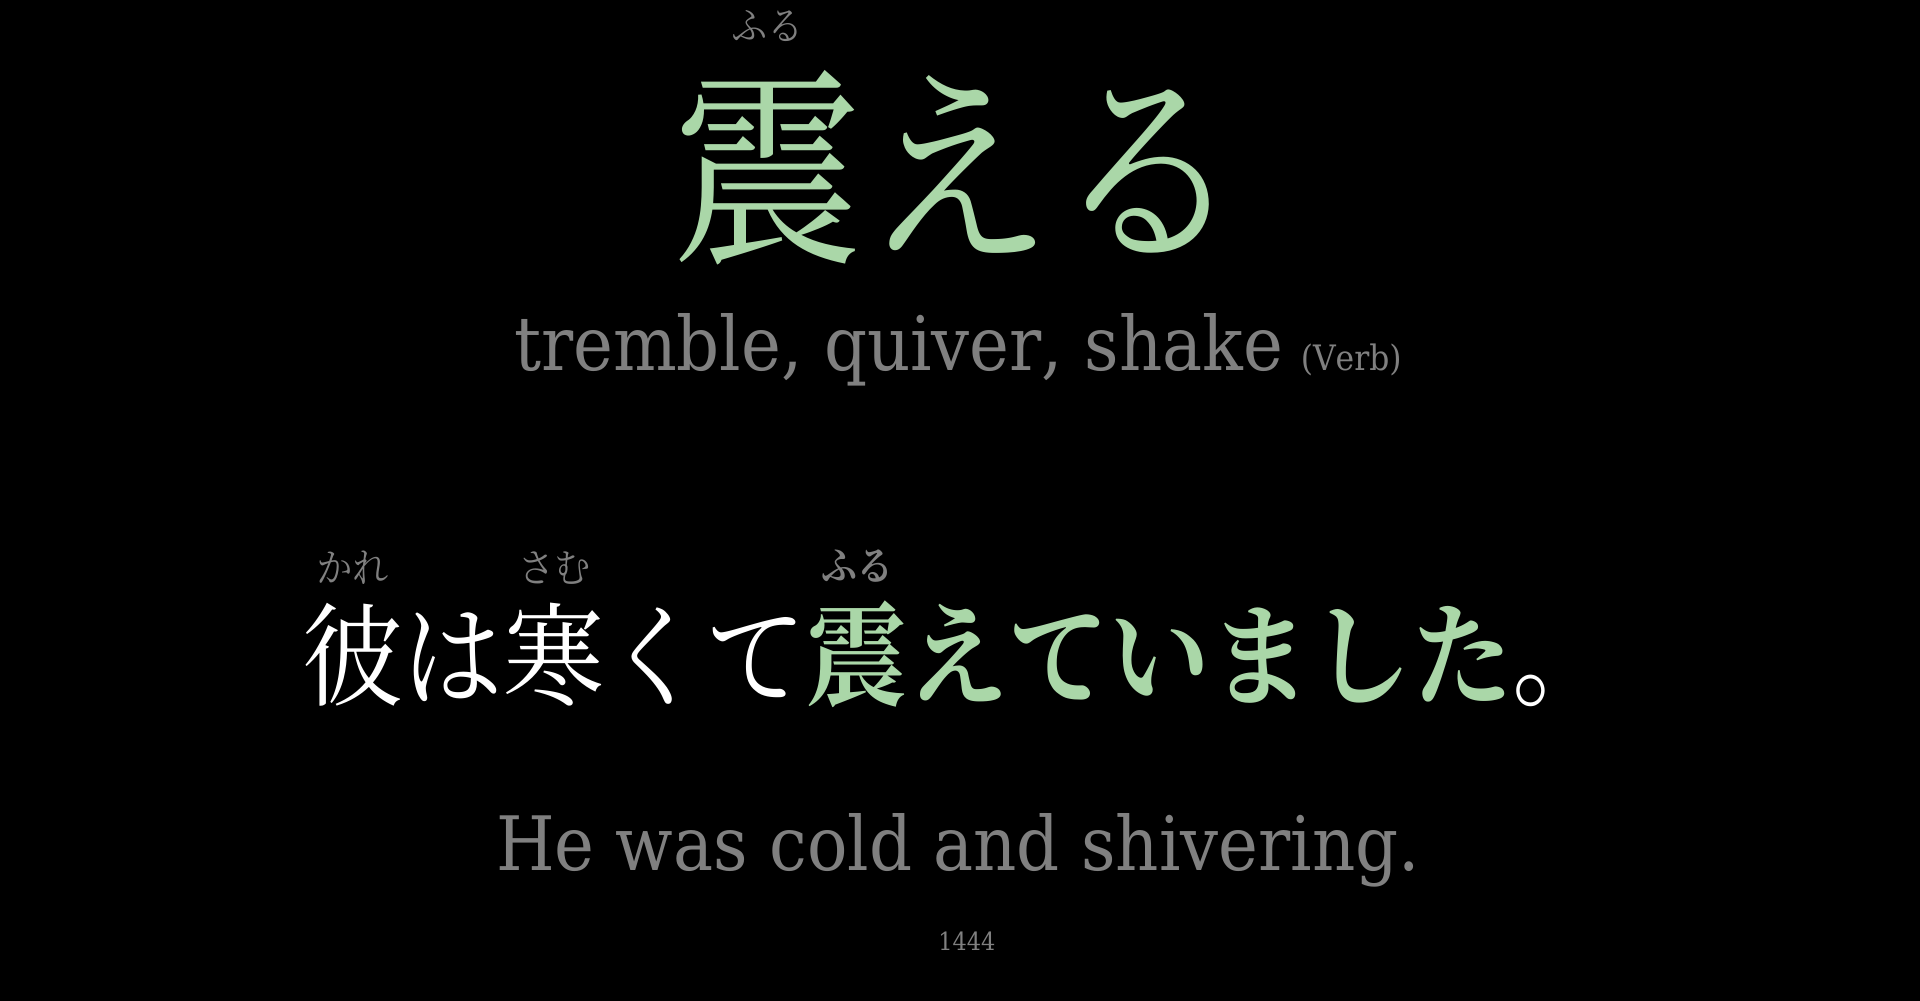 ふる
震える
tremble, quiver, shake (Verb)
かれ さむ ふる
彼は寒くて震えていました。
He was cold and shivering.
1444